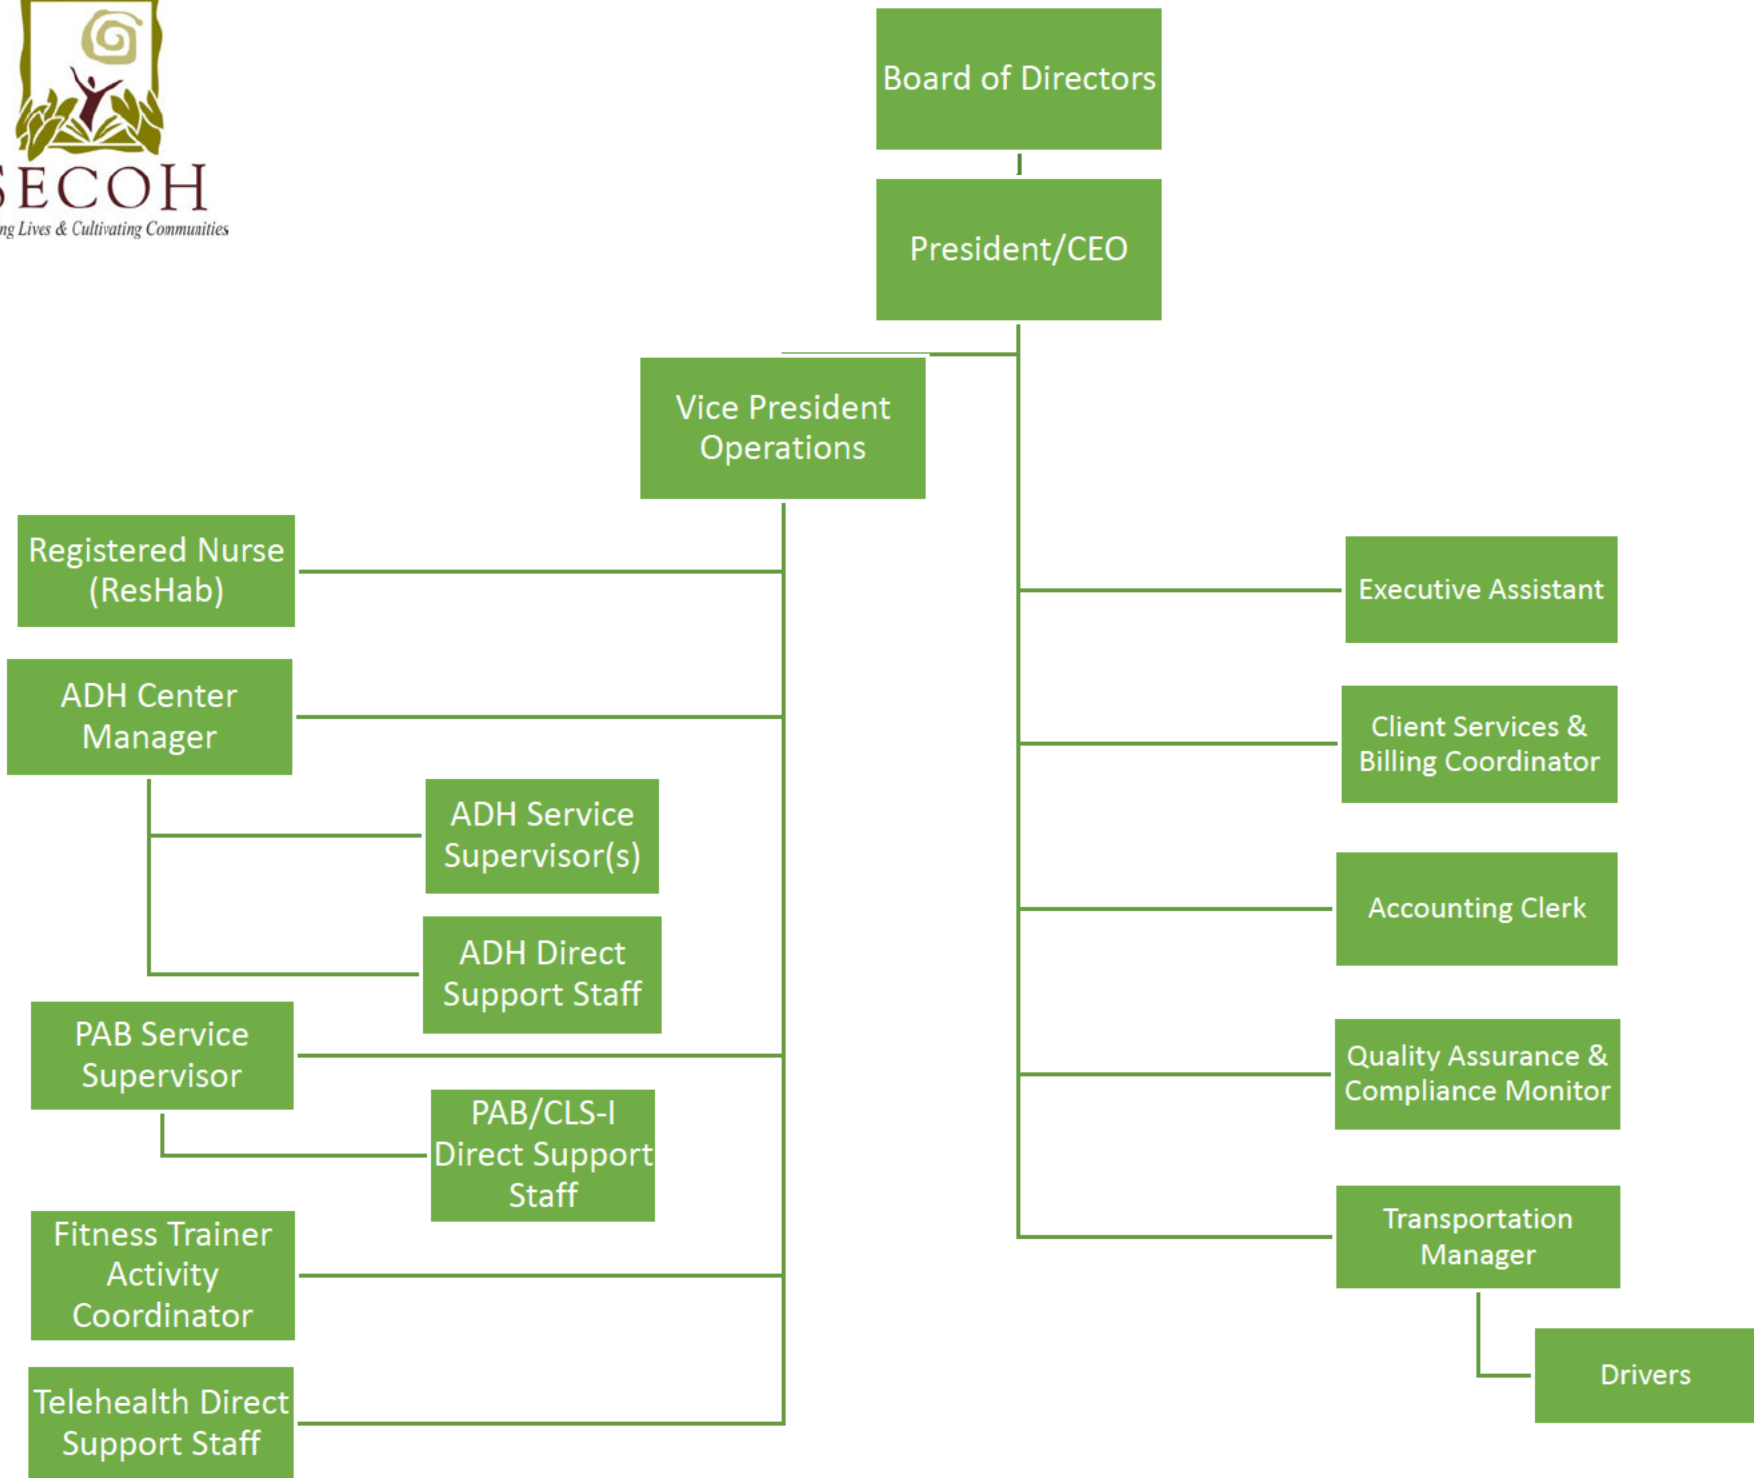 SECOH
Lives & Cultivating Communities
Board of Directors
President/CEO
Vice President
Operations
Registered Nurse
(ResHab)
ADH Center
Manager
ADH Service
Supervisor(s)
ADH Direct
Support Staff
PAB Service
Supervisor
PAB/CLS-I
Direct Support
Staff
Fitness Trainer
Activity
Coordinator
Telehealth Direct
Support Staff
Executive Assistant
Client Services &
Billing Coordinator
Accounting Clerk
Quality Assurance &
Compliance Monitor
Transportation
Manager
Drivers